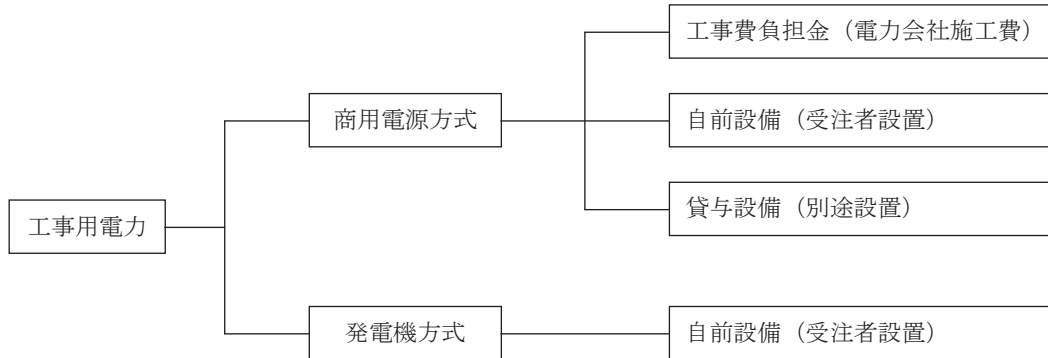 工事用電力
商用電源方式
工事費負担金（電力会社施工費）
自前設備（受注者設置）
貸与設備（別途設置）
発電機方式
自前設備（受注者設置）